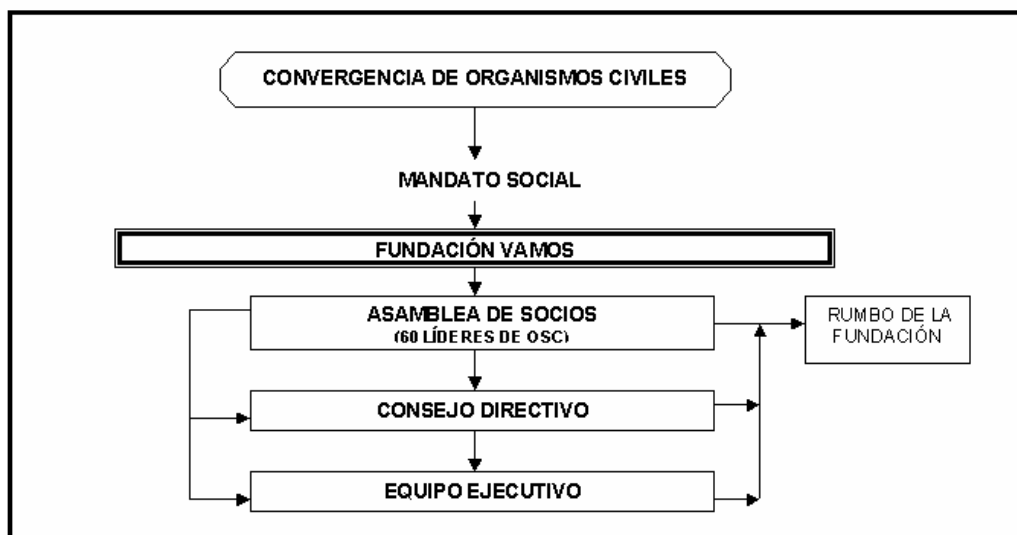 CONVERGENCIA DE ORGANISMOS CIVILES
MANDATO SOCIAL
FUNDACIÓN VAMOS
ASAMBLEA DE SOCIOS
(60 LÍDERES DE OSC)
RUMBO DE LA
FUNDACIÓN
CONSEJO DIRECTIVO
EQUIPO EJECUTIVO